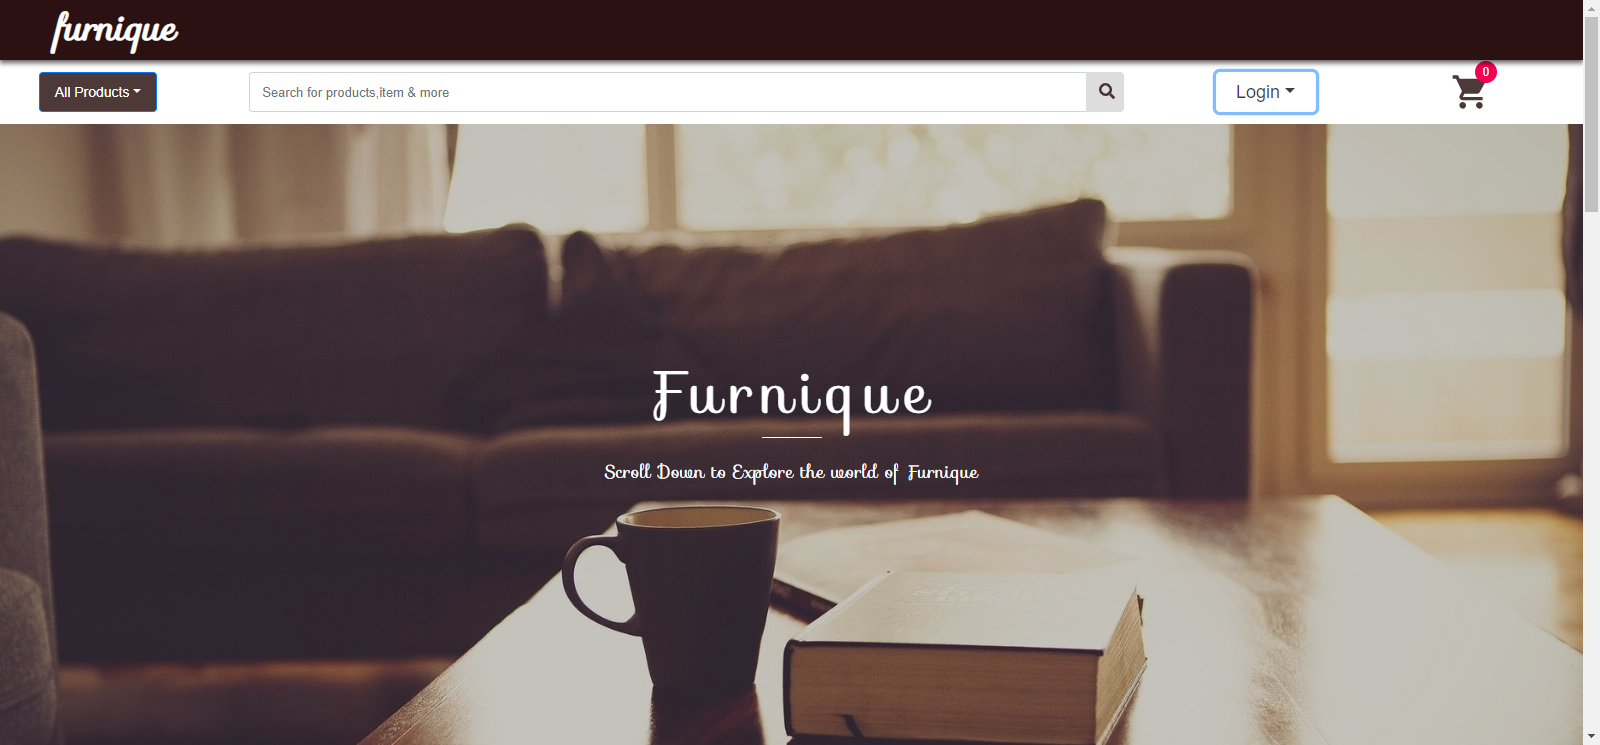 furnique
All Products
Search for products,item & more
Login
0
Furnique
Scroll Down to Explore the world of Furnique